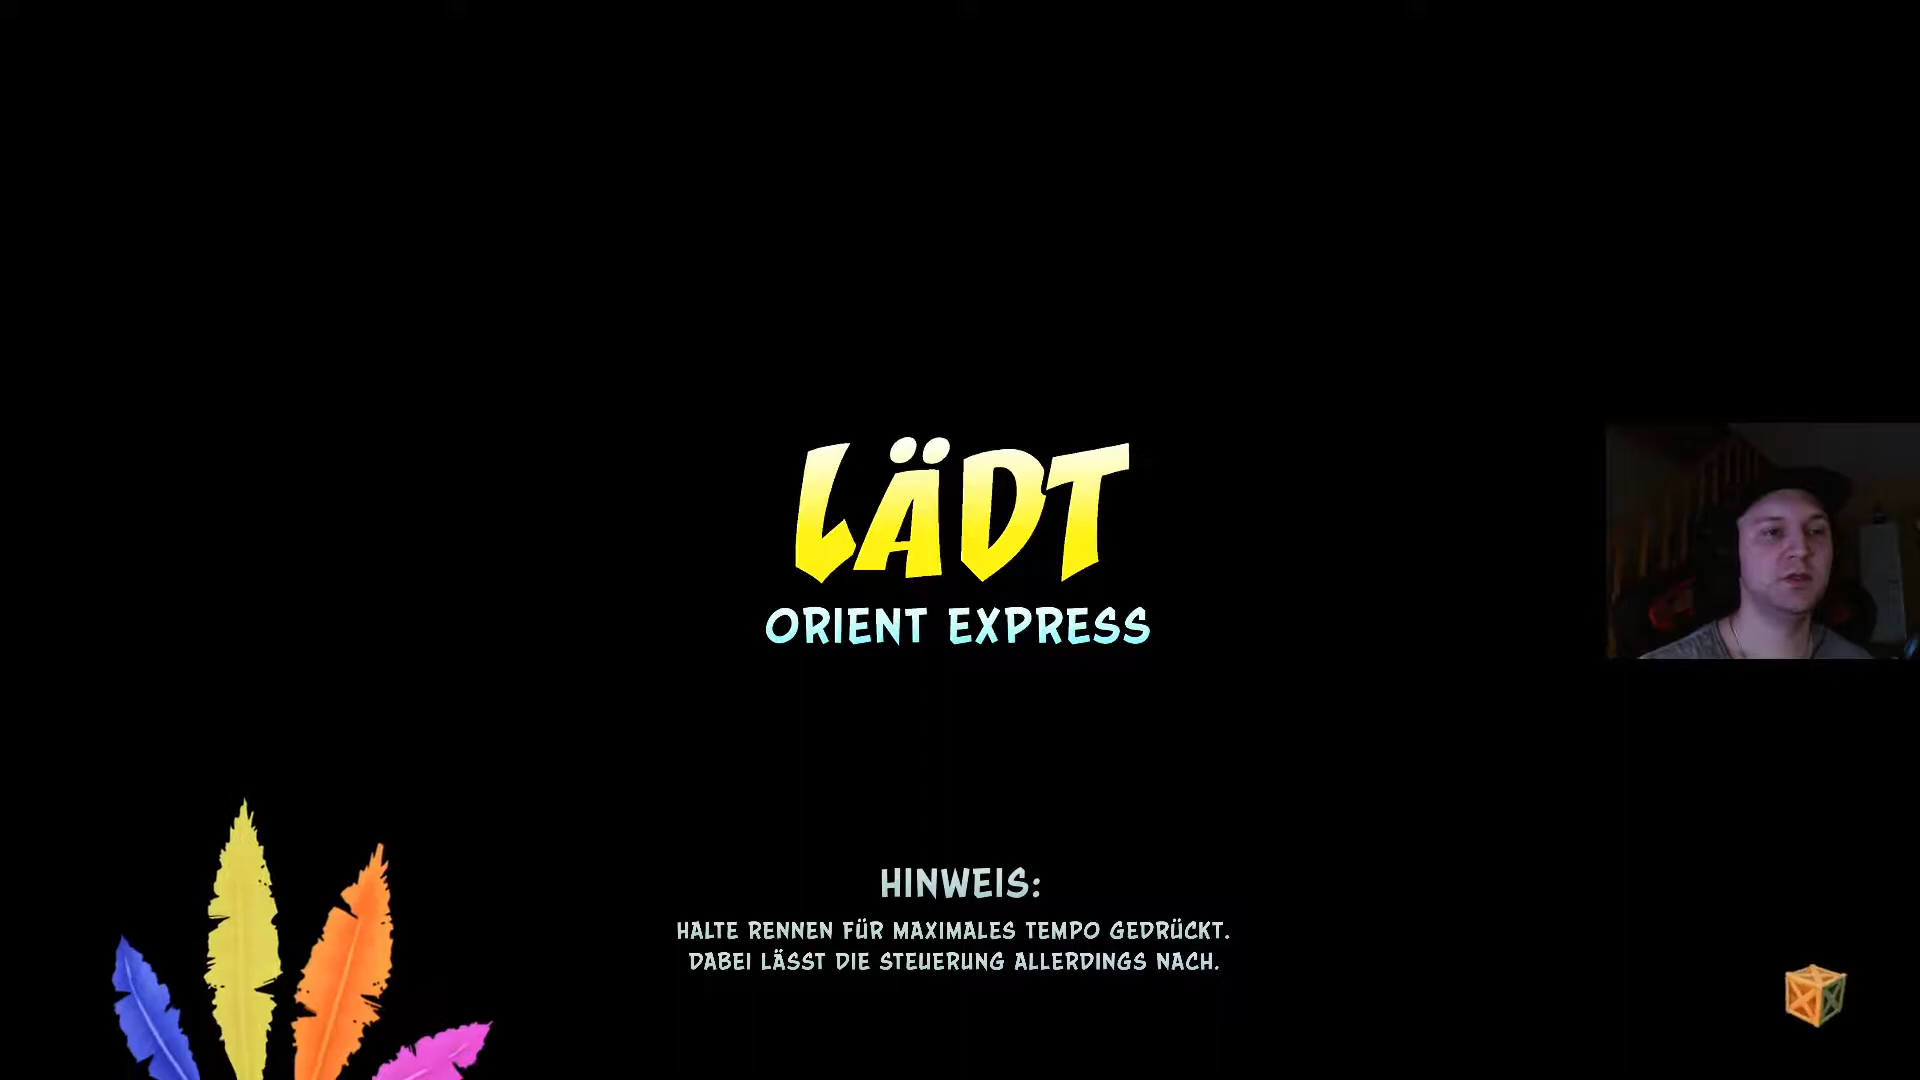 LÄDT
ORIENT EXPRESS
HINWEIS:
HALTE RENNEN FÜR MAXIMALES TEMPO GEDRÜCKT.
DABEI LÄSST DIE STEUERUNG ALLERDINGS NACH.